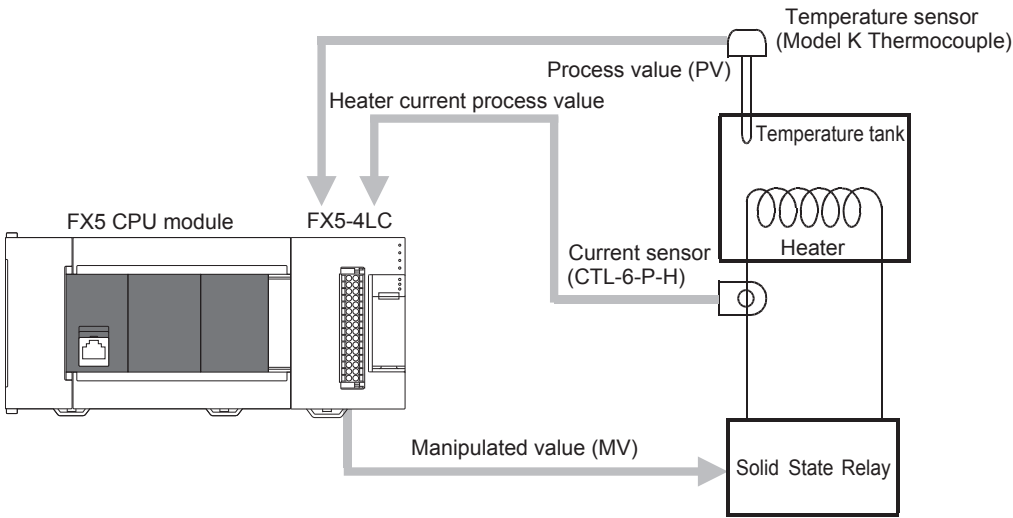 Temperature sensor
(Model K Thermocouple)
Process value (PV)
Heater current process value
Temperature tank
FX5 CPU module
FX5-4LC
Heater
Current sensor
(CTL-6-P-H)
Manipulated value (MV)
Solid State Relay